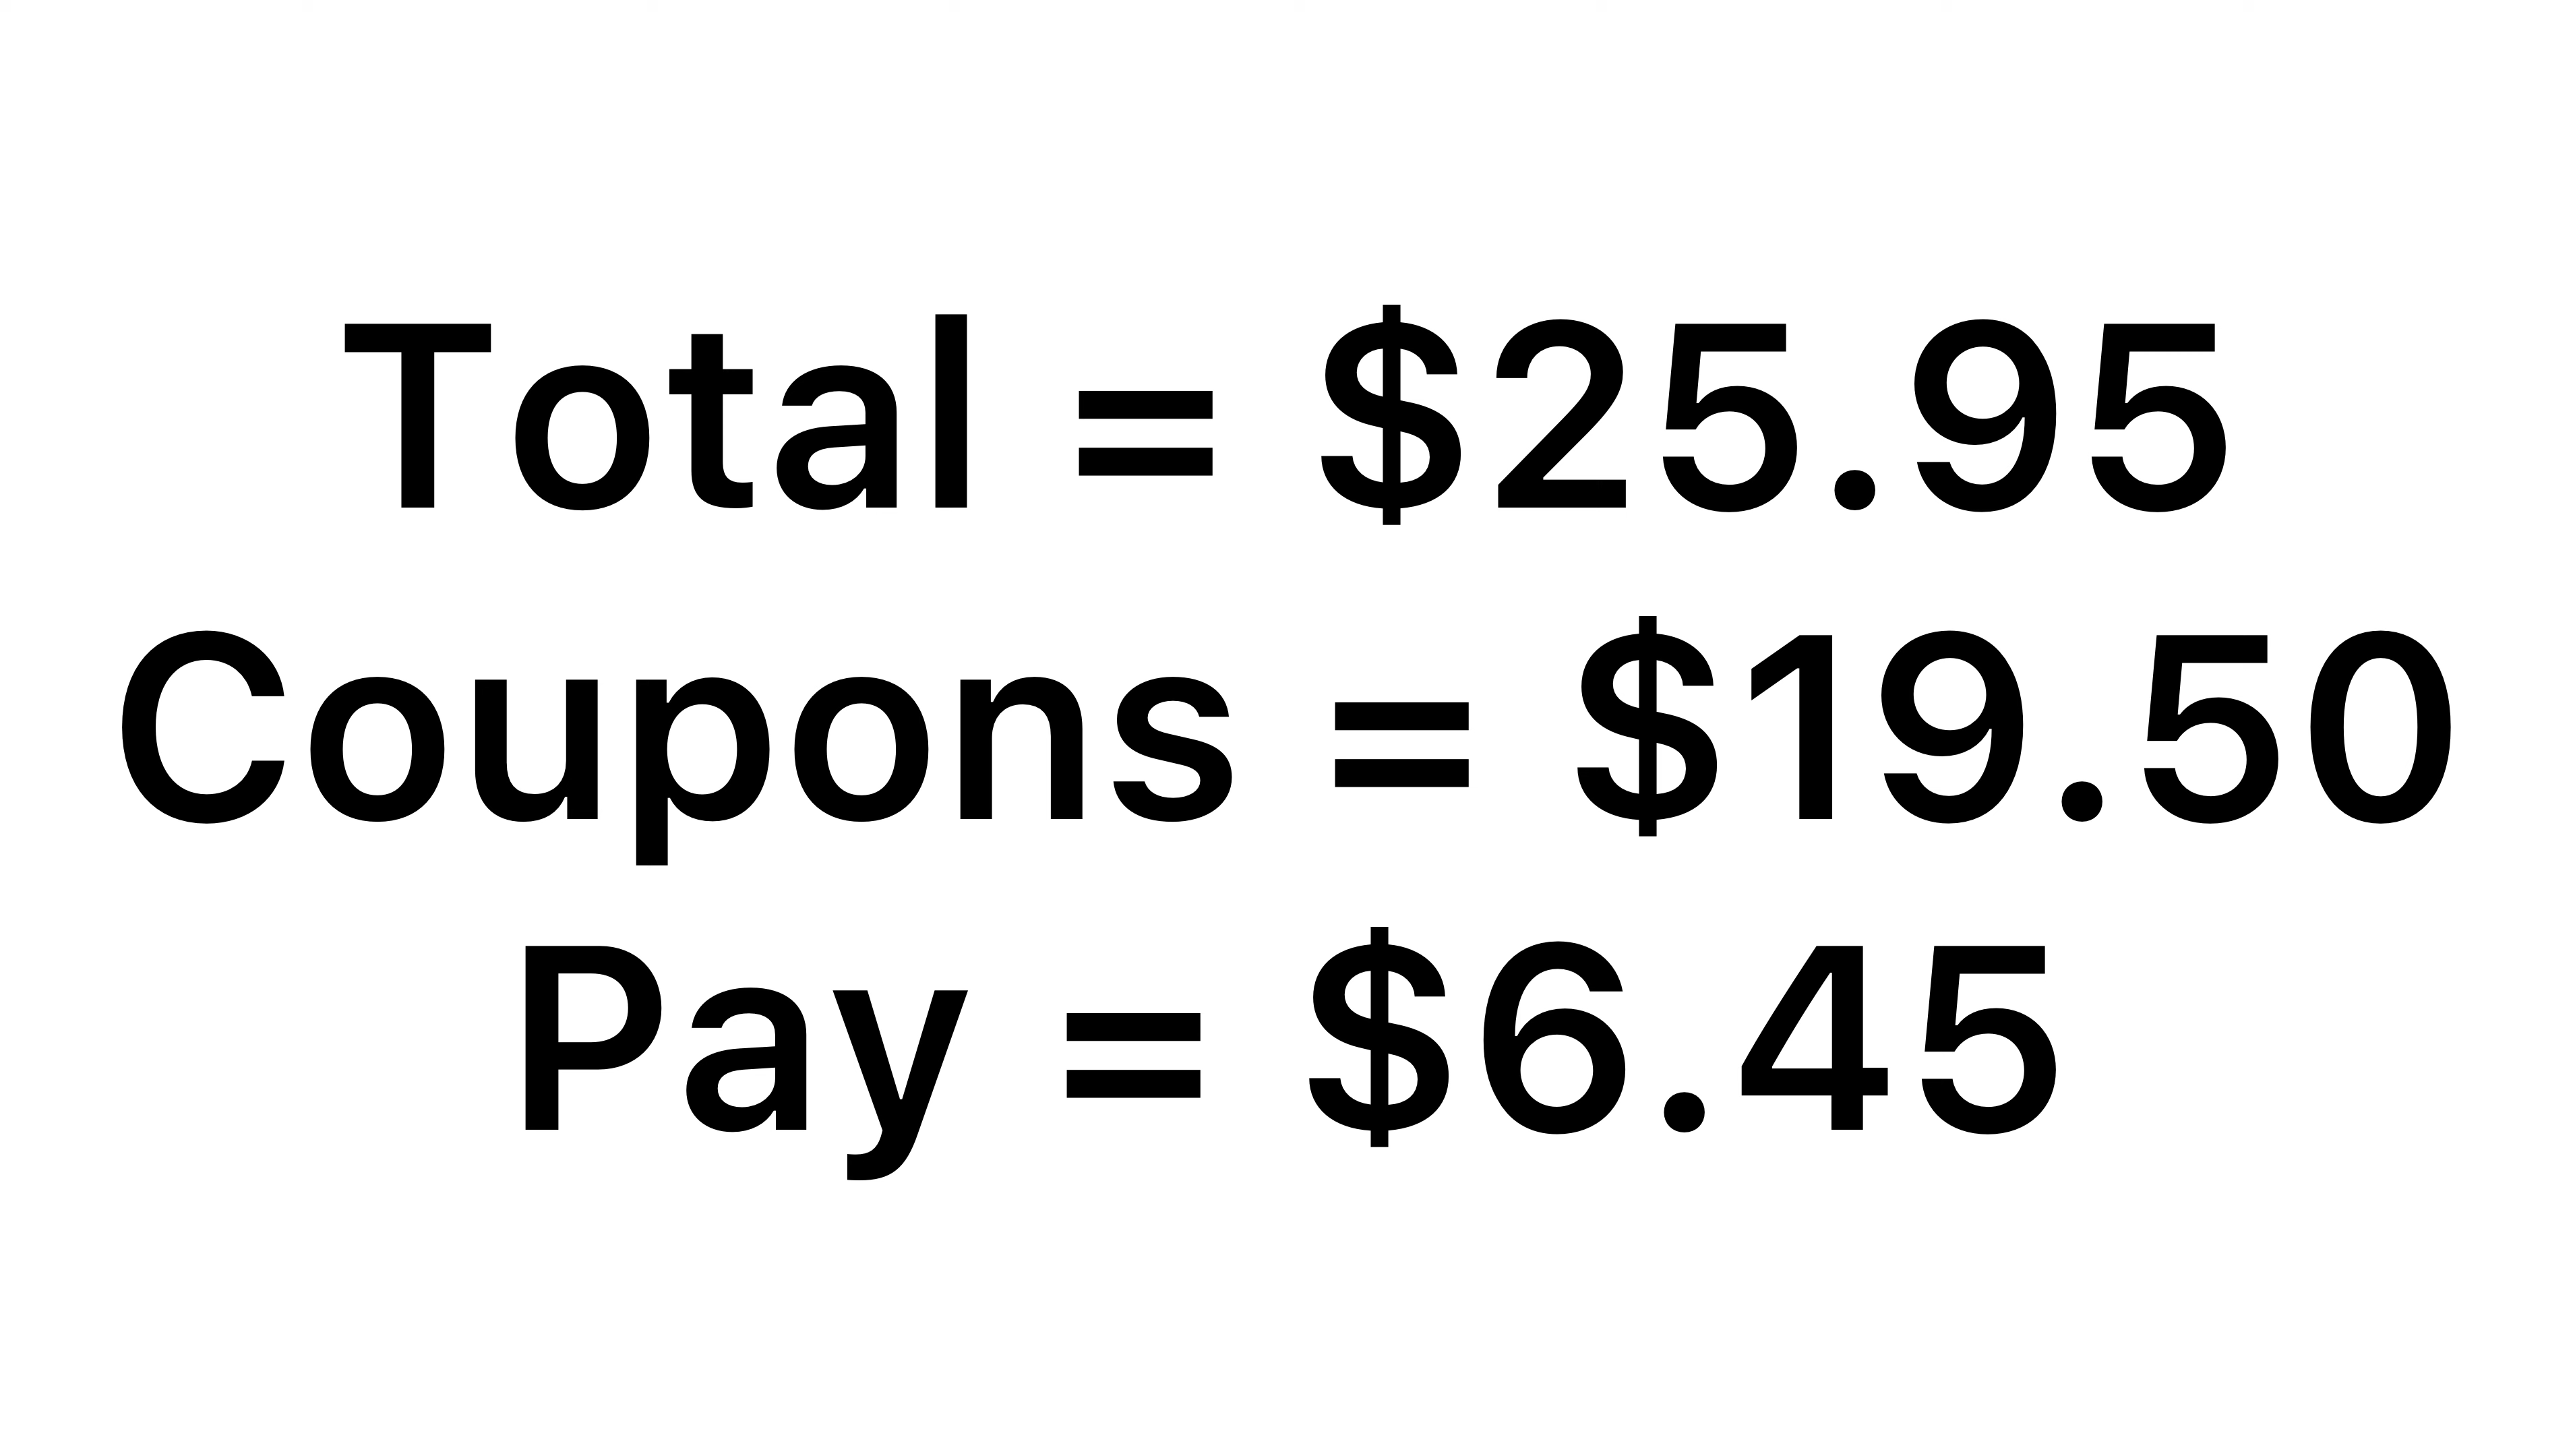 Total = $25.95
Coupons = $19.50
Pay = $6.45